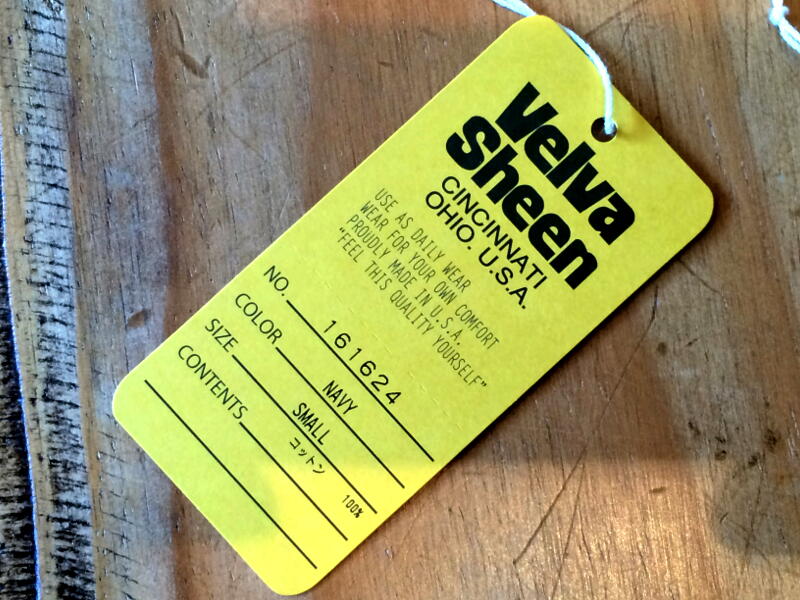 Velva
Sheen
CINCINNATI
OHIO. U.S.A.
USE AS DAILY WEAR
WEAR FOR YOUR OWN COMFORT
PROUDLY MADE IN U.S.A.
“FEEL THIS QUALITY YOURSELF”
NO. 161624
COLOR NAVY
SIZE SMALL
CONTENTS コットン 100%